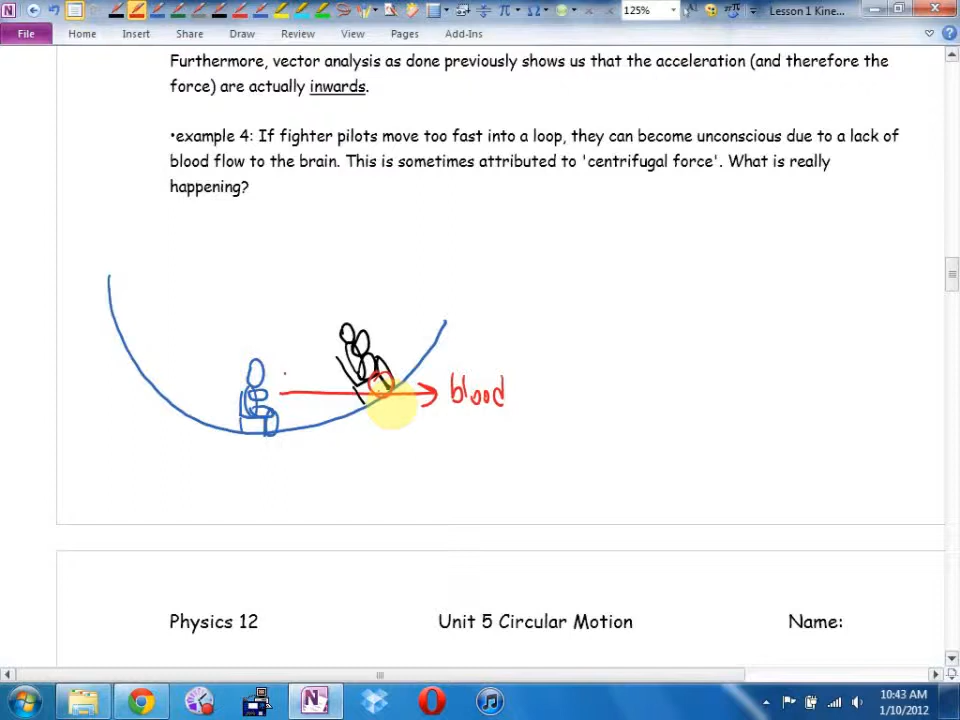 125%
Lesson 1 Kine...
File Home Insert Draw Share Review View Pages Add-Ins
Furthermore, vector analysis as done previously shows us that the acceleration (and therefore the
force) are actually inwards.
•example 4: If fighter pilots move too fast into a loop, they can become unconscious due to a lack of
blood flow to the brain. This is sometimes attributed to 'centrifugal force'. What is really
happening?
blood
Physics 12 Unit 5 Circular Motion Name:
10:43 AM
1/10/2012